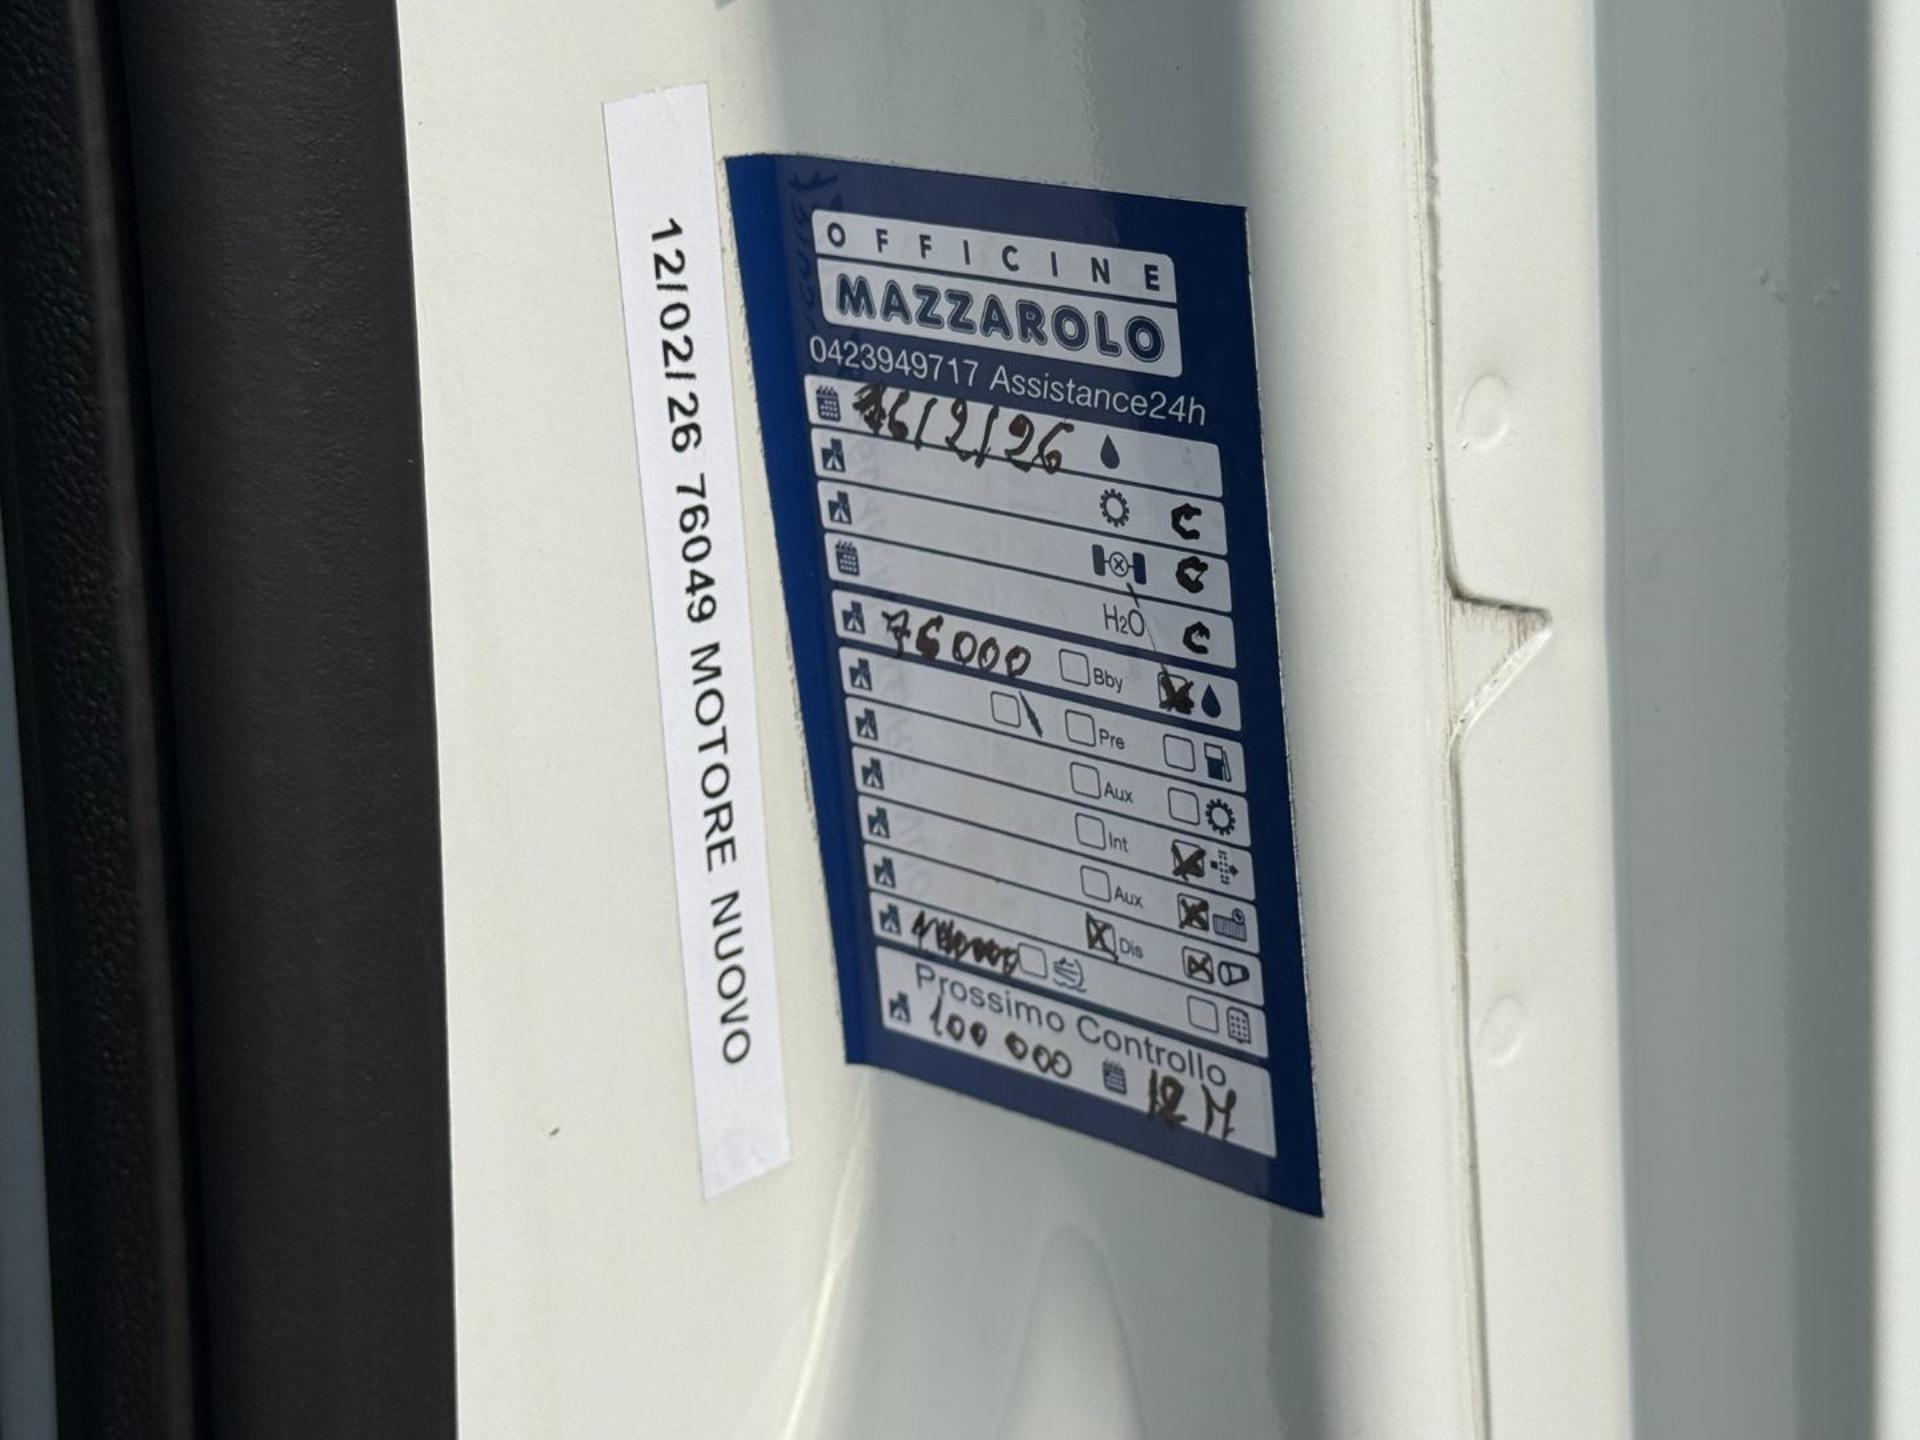 12/02/26 76049 MOTORE NUOVO
OFFICINE
MAZZAROLO
0423949717 Assistance24h
16/2/26
C
C
H2O C
76000 Bby
Pre
Aux
Int
Aux
Dis
Prossimo Controllo
100 000 12 M